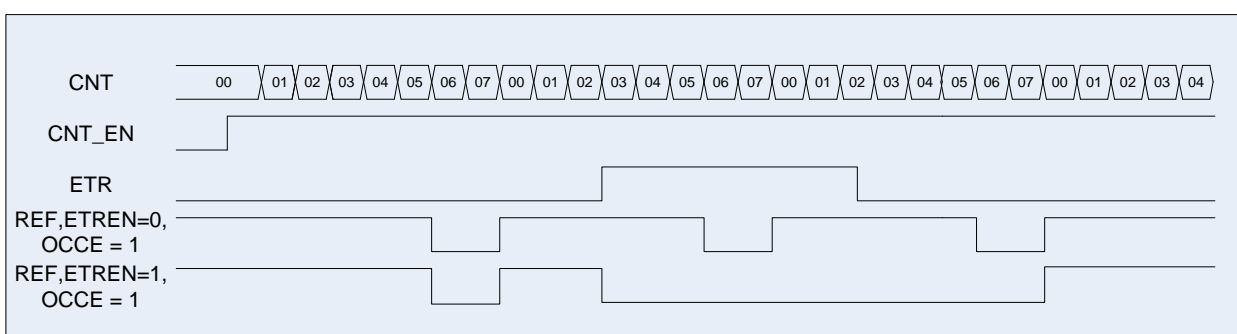 CNT 00 01 02 03 04 05 06 07 00 01 02 03 04 05 06 07 00 01 02 03 04 05 06 07 00 01 02 03 04
CNT_EN
ETR
REF,ETREN=0,
OCCE = 1
REF,ETREN=1,
OCCE = 1